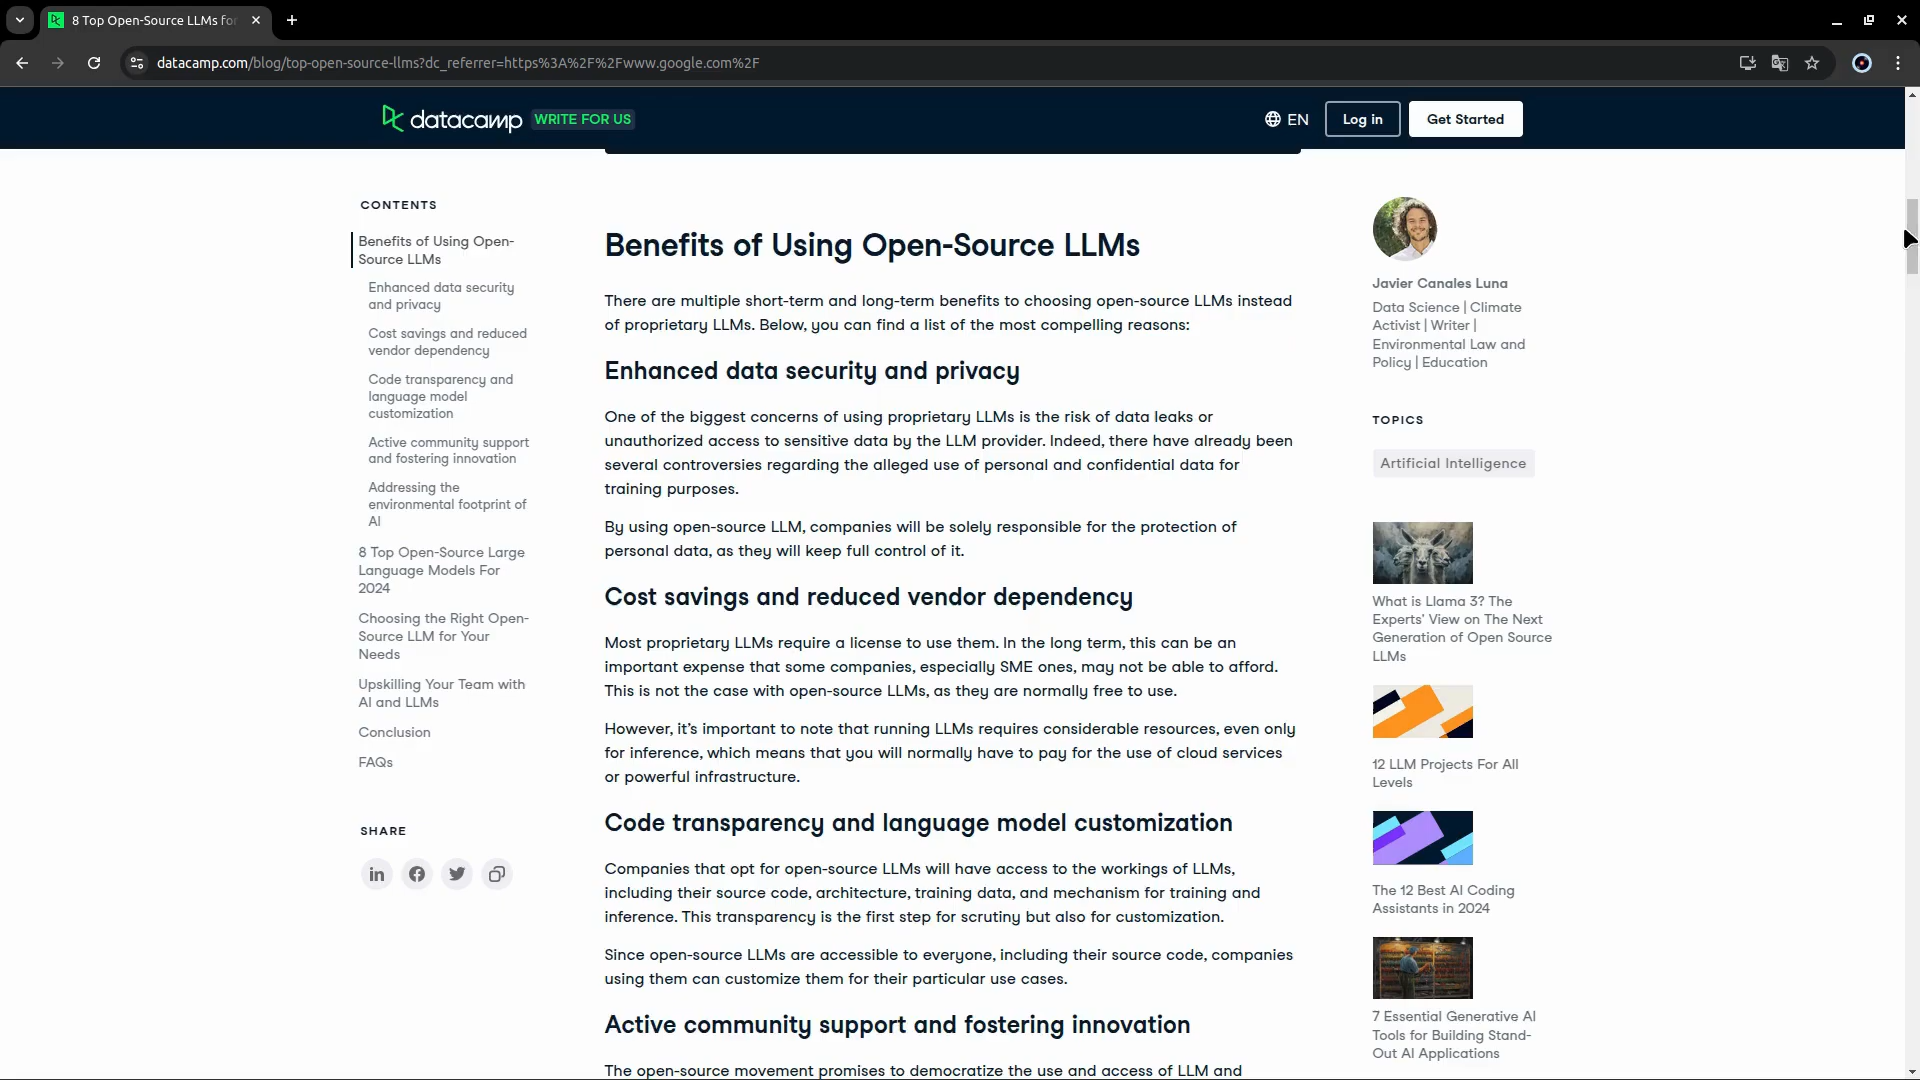 8 Top Open-Source LLMs for
datacamp.com/blog/top-open-source-llms?dc_referrer=https%3A%2F%2Fwww.google.com%2F
datacamp WRITE FOR US
EN
Log in
Get Started
CONTENTS
Benefits of Using Open-
Source LLMs
Enhanced data security
and privacy
Cost savings and reduced
vendor dependency
Code transparency and
language model
customization
Active community support
and fostering innovation
Addressing the
environmental footprint of
AI
8 Top Open-Source Large
Language Models For
2024
Choosing the Right Open-
Source LLM for Your
Needs
Upskilling Your Team with
AI and LLMs
Conclusion
FAQs
SHARE
Benefits of Using Open-Source LLMs
There are multiple short-term and long-term benefits to choosing open-source LLMs instead
of proprietary LLMs. Below, you can find a list of the most compelling reasons:
Enhanced data security and privacy
One of the biggest concerns of using proprietary LLMs is the risk of data leaks or
unauthorized access to sensitive data by the LLM provider. Indeed, there have already been
several controversies regarding the alleged use of personal and confidential data for
training purposes.
By using open-source LLM, companies will be solely responsible for the protection of
personal data, as they will keep full control of it.
Cost savings and reduced vendor dependency
Most proprietary LLMs require a license to use them. In the long term, this can be an
important expense that some companies, especially SME ones, may not be able to afford.
This is not the case with open-source LLMs, as they are normally free to use.
However, it's important to note that running LLMs requires considerable resources, even only
for inference, which means that you will normally have to pay for the use of cloud services
or powerful infrastructure.
Code transparency and language model customization
Companies that opt for open-source LLMs will have access to the workings of LLMs,
including their source code, architecture, training data, and mechanism for training and
inference. This transparency is the first step for scrutiny but also for customization.
Since open-source LLMs are accessible to everyone, including their source code, companies
using them can customize them for their particular use cases.
Active community support and fostering innovation
The open-source movement promises to democratize the use and access of LLM and
Javier Canales Luna
Data Science | Climate
Activist | Writer |
Environmental Law and
Policy | Education
TOPICS
Artificial Intelligence
What is Llama 3? The
Experts' View on The Next
Generation of Open Source
LLMs
12 LLM Projects For All
Levels
The 12 Best AI Coding
Assistants in 2024
7 Essential Generative AI
Tools for Building Stand-
Out AI Applications